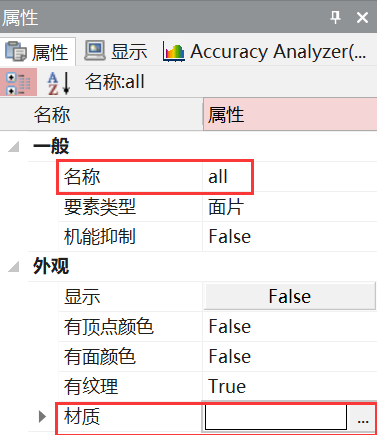 属性
属性 显示 Accuracy Analyzer(...
名称:all
名称 属性
一般
名称 all
要素类型 面片
机能抑制 False
外观
显示 False
有顶点颜色 False
有面颜色 False
有纹理 True
材质 ...